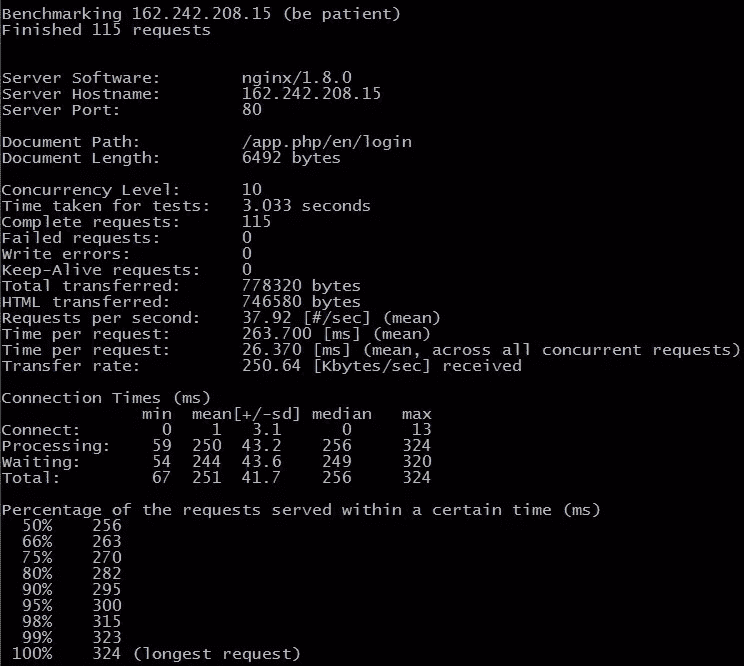 Benchmarking 162.242.208.15 (be patient)
Finished 115 requests
Server Software: nginx/1.8.0
Server Hostname: 162.242.208.15
Server Port: 80
Document Path: /app.php/en/login
Document Length: 6492 bytes
Concurrency Level: 10
Time taken for tests: 3.033 seconds
Complete requests: 115
Failed requests: 0
Write errors: 0
Keep-Alive requests: 0
Total transferred: 778320 bytes
HTML transferred: 746580 bytes
Requests per second: 37.92 [#/sec] (mean)
Time per request: 263.700 [ms] (mean)
Time per request: 26.370 [ms] (mean, across all concurrent requests)
Transfer rate: 250.64 [Kbytes/sec] received
Connection Times (ms)
min mean[+/-sd] median max
Connect: 0 1 3.1 0 13
Processing: 59 250 43.2 256 324
Waiting: 54 244 43.6 249 320
Total: 67 251 41.7 256 324
Percentage of the requests served within a certain time (ms)
50% 256
66% 263
75% 270
80% 282
90% 295
95% 300
98% 315
99% 323
100% 324 (longest request)